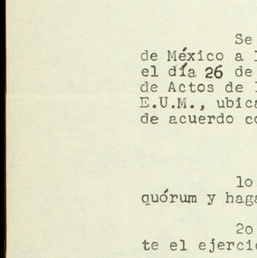 Se
de México a l
el día 26 de
de Actos de l
E.U.M., ubica
de acuerdo co
lo
quórum y haga
2o
te el ejercic